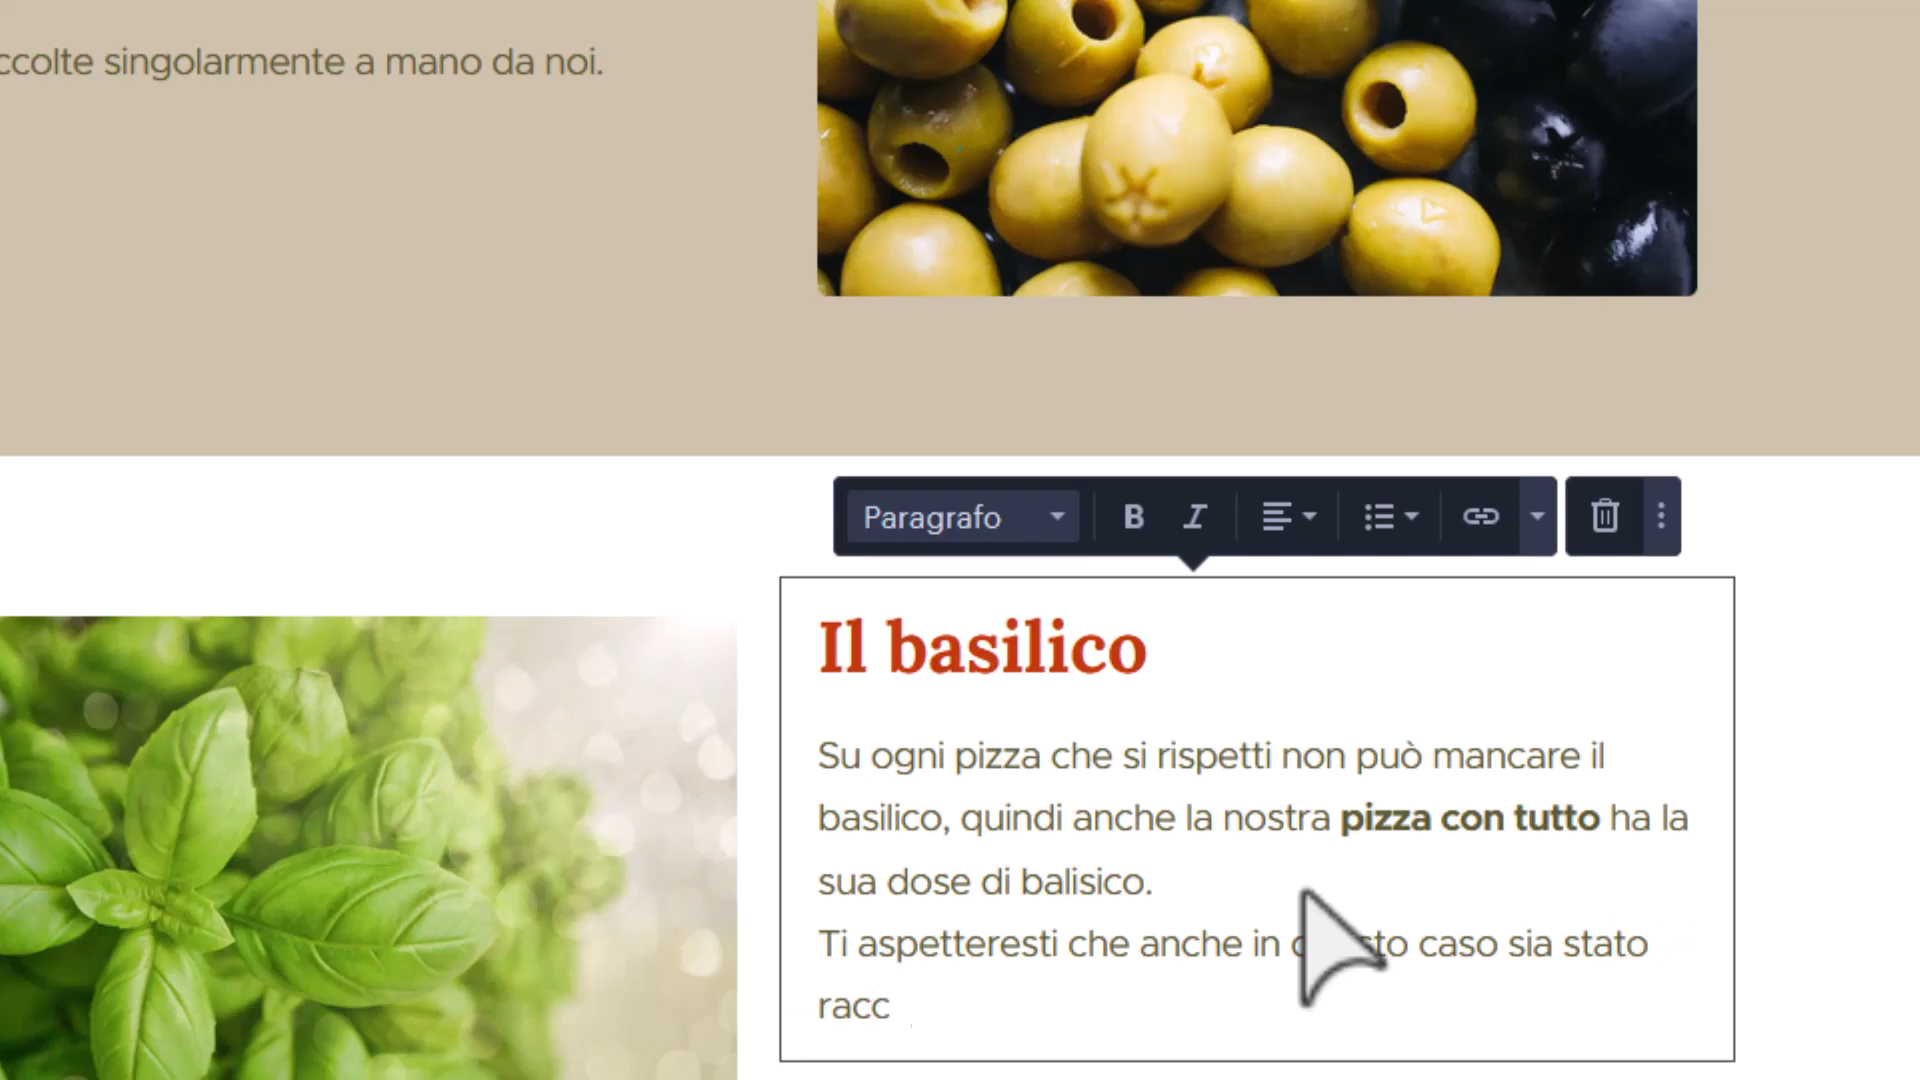 ccolte singolarmente a mano da noi.
Paragrafo
B I
Il basilico
Su ogni pizza che si rispetti non può mancare il
basilico, quindi anche la nostra pizza con tutto ha la
sua dose di balisico.
Ti aspetteresti che anche in caso sia stato
racc